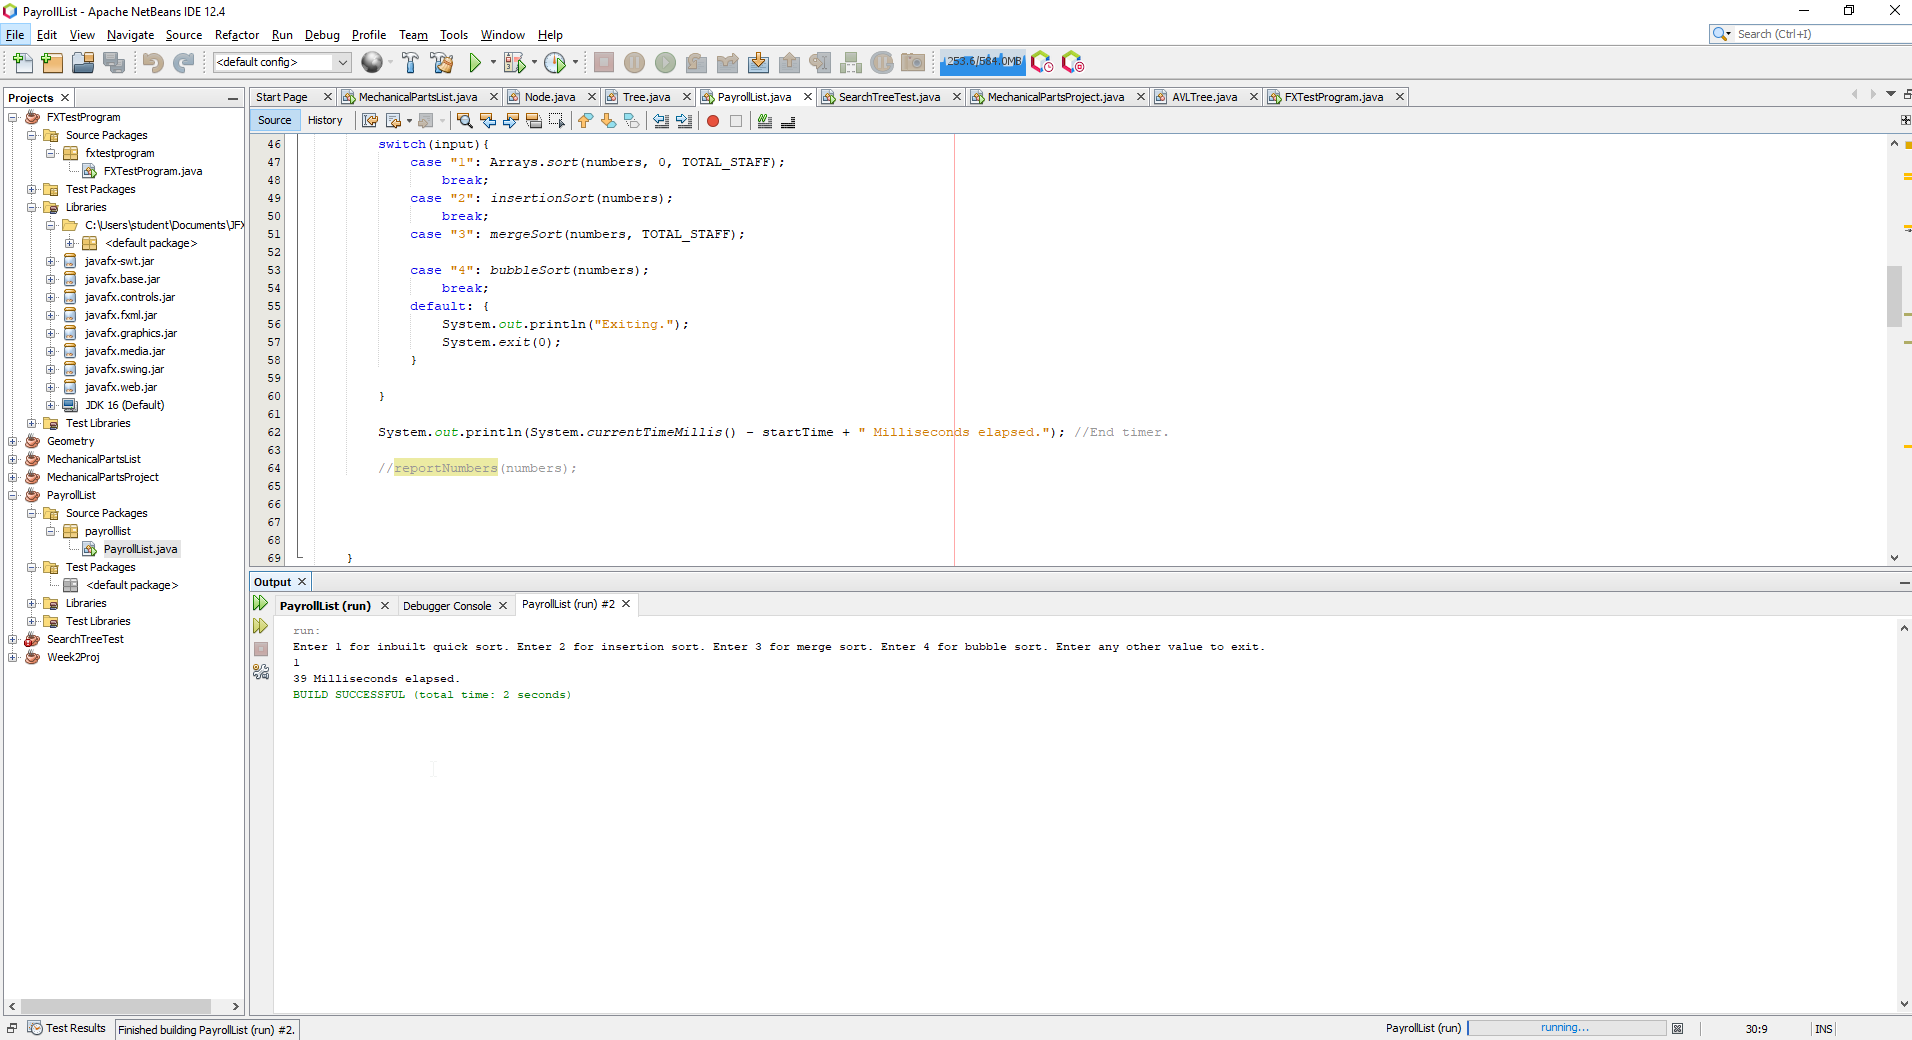 PayrollList - Apache NetBeans IDE 12.4
File Edit View Navigate Source Refactor Run Debug Profile Team Tools Window Help
Search (Ctrl+I)
<default config>
253.6/584.0MB
Projects
Start Page MechanicalPartsList.java Node.java Tree.java PayrollList.java SearchTreeTest.java MechanicalPartsProject.java AVLTree.java FXTestProgram.java
Source History
FXTestProgram
Source Packages
fxtestprogram
FXTestProgram.java
Test Packages
Libraries
C:\Users\student\Documents\JFX
<default package>
javafx-swt.jar
javafx.base.jar
javafx.controls.jar
javafx.fxml.jar
javafx.graphics.jar
javafx.media.jar
javafx.swing.jar
javafx.web.jar
JDK 16 (Default)
Test Libraries
Geometry
MechanicalPartsList
MechanicalPartsProject
PayrollList
Source Packages
payrolllist
PayrollList.java
Test Packages
<default package>
Libraries
Test Libraries
SearchTreeTest
Week2Proj
46 switch(input){
47 case "1": Arrays.sort(numbers, 0, TOTAL_STAFF);
48 break;
49 case "2": insertionSort(numbers);
50 break;
51 case "3": mergeSort(numbers, TOTAL_STAFF);
52
53 case "4": bubbleSort(numbers);
54 break;
55 default: {
56 System.out.println("Exiting.");
57 System.exit(0);
58 }
59
60 }
61
62 System.out.println(System.currentTimeMillis() - startTime + " Milliseconds elapsed."); //End timer.
63
64 //reportNumbers(numbers);
65
66
67
68
69 }
Output
PayrollList (run) Debugger Console PayrollList (run) #2
run:
Enter 1 for inbuilt quick sort. Enter 2 for insertion sort. Enter 3 for merge sort. Enter 4 for bubble sort. Enter any other value to exit.
1
39 Milliseconds elapsed.
BUILD SUCCESSFUL (total time: 2 seconds)
Test Results Finished building PayrollList (run) #2. PayrollList (run) running... 30:9 INS